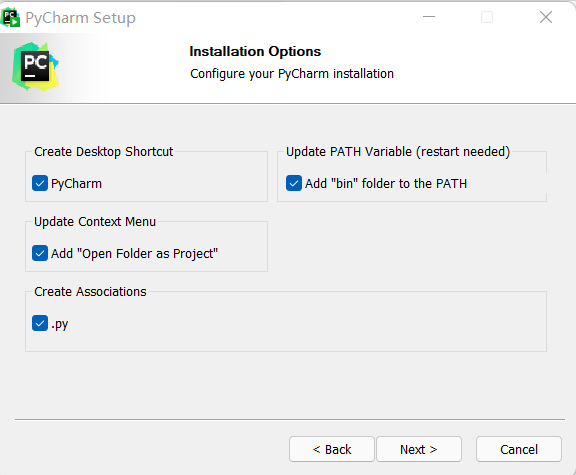 PyCharm Setup
PC
Installation Options
Configure your PyCharm installation
Create Desktop Shortcut
PyCharm
Update PATH Variable (restart needed)
Add "bin" folder to the PATH
Update Context Menu
Add "Open Folder as Project"
Create Associations
.py
< Back
Next >
Cancel